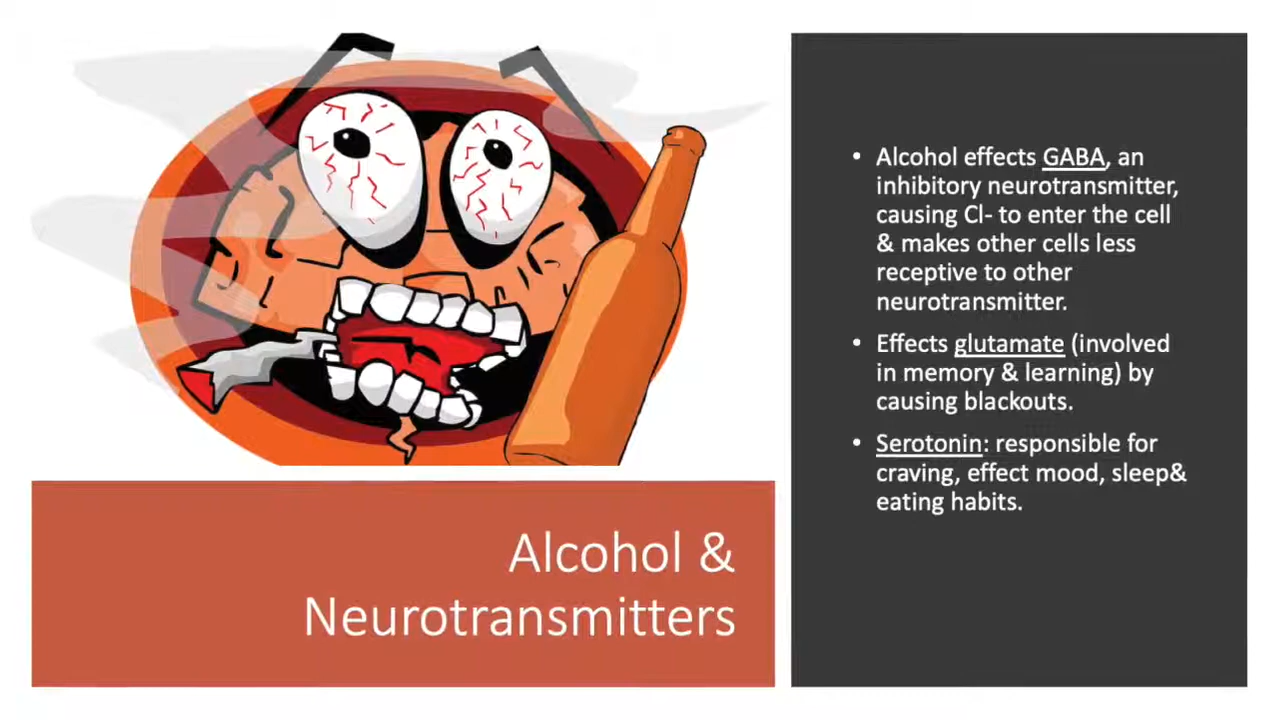 Alcohol &
Neurotransmitters
• Alcohol effects GABA, an
inhibitory neurotransmitter,
causing Cl- to enter the cell
& makes other cells less
receptive to other
neurotransmitter.
• Effects glutamate (involved
in memory & learning) by
causing blackouts.
• Serotonin: responsible for
craving, effect mood, sleep&
eating habits.